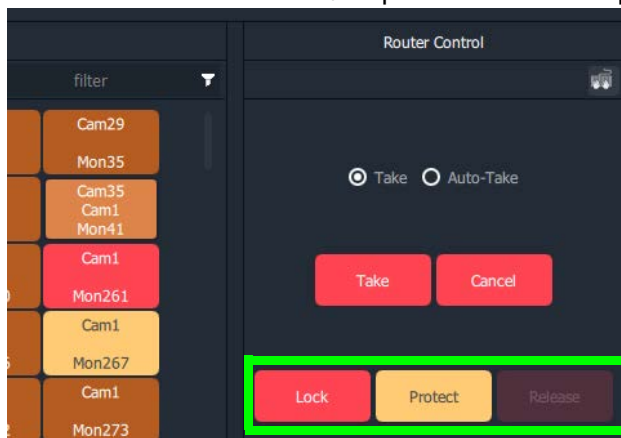 Router Control
filter
Cam29
Mon35
Cam35
Cam1
Mon41
Cam1
Mon261
Cam1
Mon267
Cam1
Mon273
Take
Auto-Take
Take
Cancel
Lock
Protect
Release